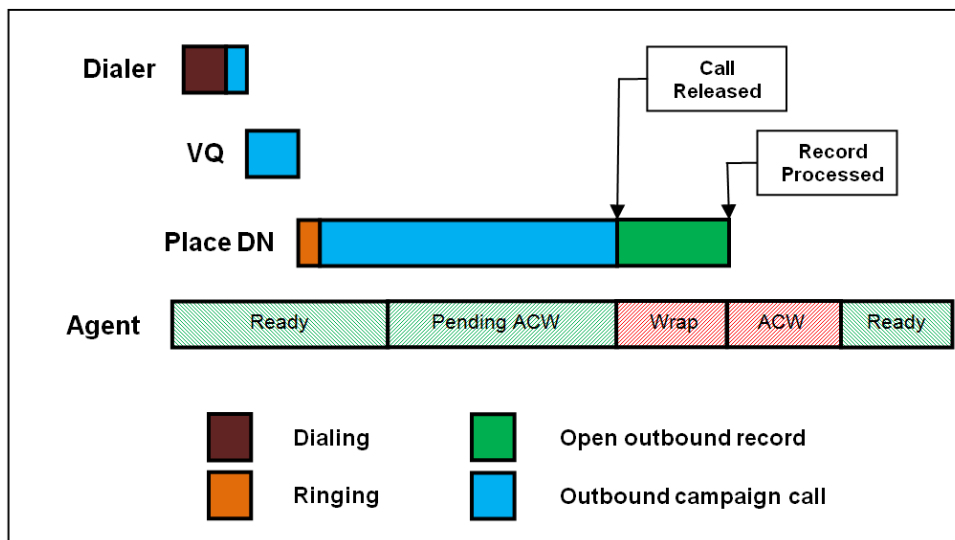 Dialer
Call
Released
VQ
Record
Processed
Place DN
Agent
Ready
Pending ACW
Wrap
ACW
Ready
Dialing
Open outbound record
Ringing
Outbound campaign call